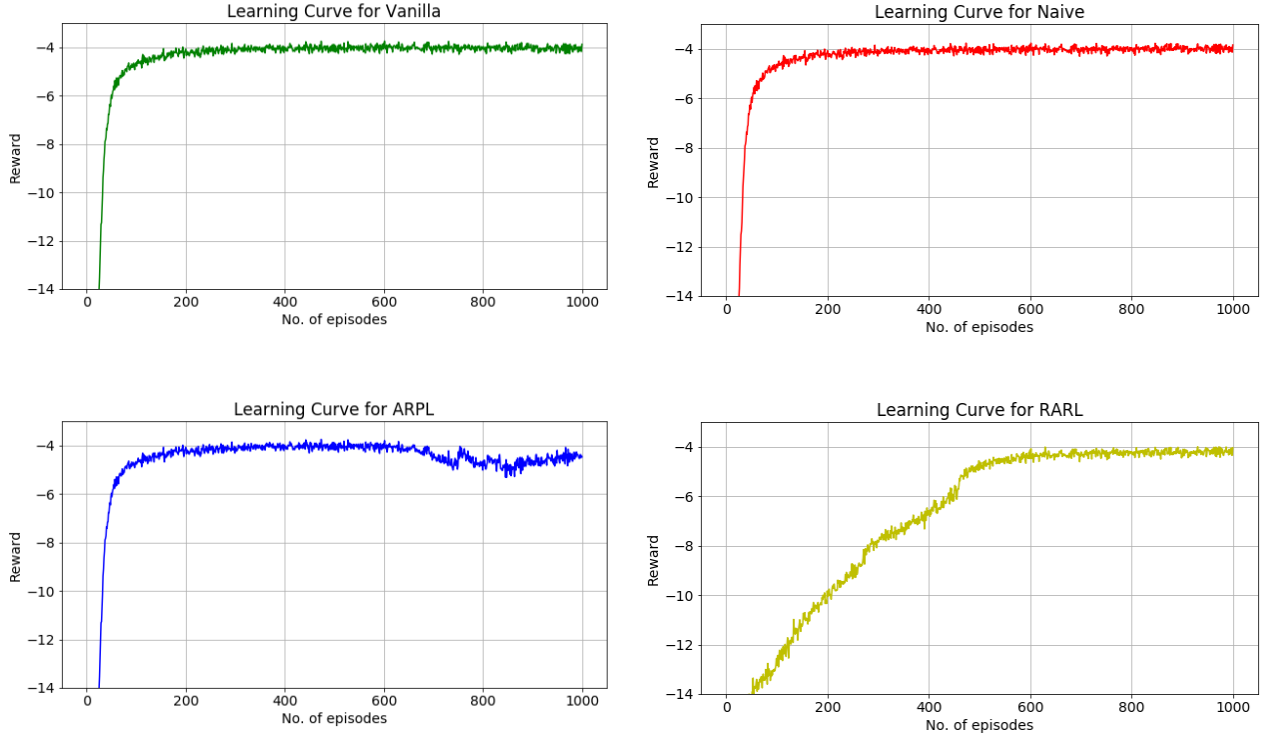 Learning Curve for Vanilla
−4
−6
−8
−10
−12
−14
Reward
0 200 400 600 800 1000
No. of episodes
Learning Curve for Naive
−4
−6
−8
−10
−12
−14
Reward
0 200 400 600 800 1000
No. of episodes
Learning Curve for ARPL
−4
−6
−8
−10
−12
−14
Reward
0 200 400 600 800 1000
No. of episodes
Learning Curve for RARL
−4
−6
−8
−10
−12
−14
Reward
0 200 400 600 800 1000
No. of episodes